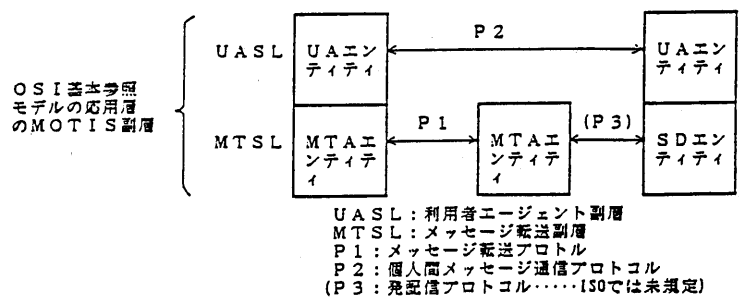 P2
UASL
UAエン
ティティ
UAエン
ティティ
OSI基本参照
モデルの応用層
のMOTIS副層
MTSL
MTAエ
ンティテ
ィ
P1
MTAエ
ンティテ
ィ
(P3)
SDエン
ティティ
UASL:利用者エージェント副層
MTSL:メッセージ転送副層
P1:メッセージ転送プロトル
P2:個人間メッセージ通信プロトコル
(P3:発配信プロトコル·····ISOでは未規定)